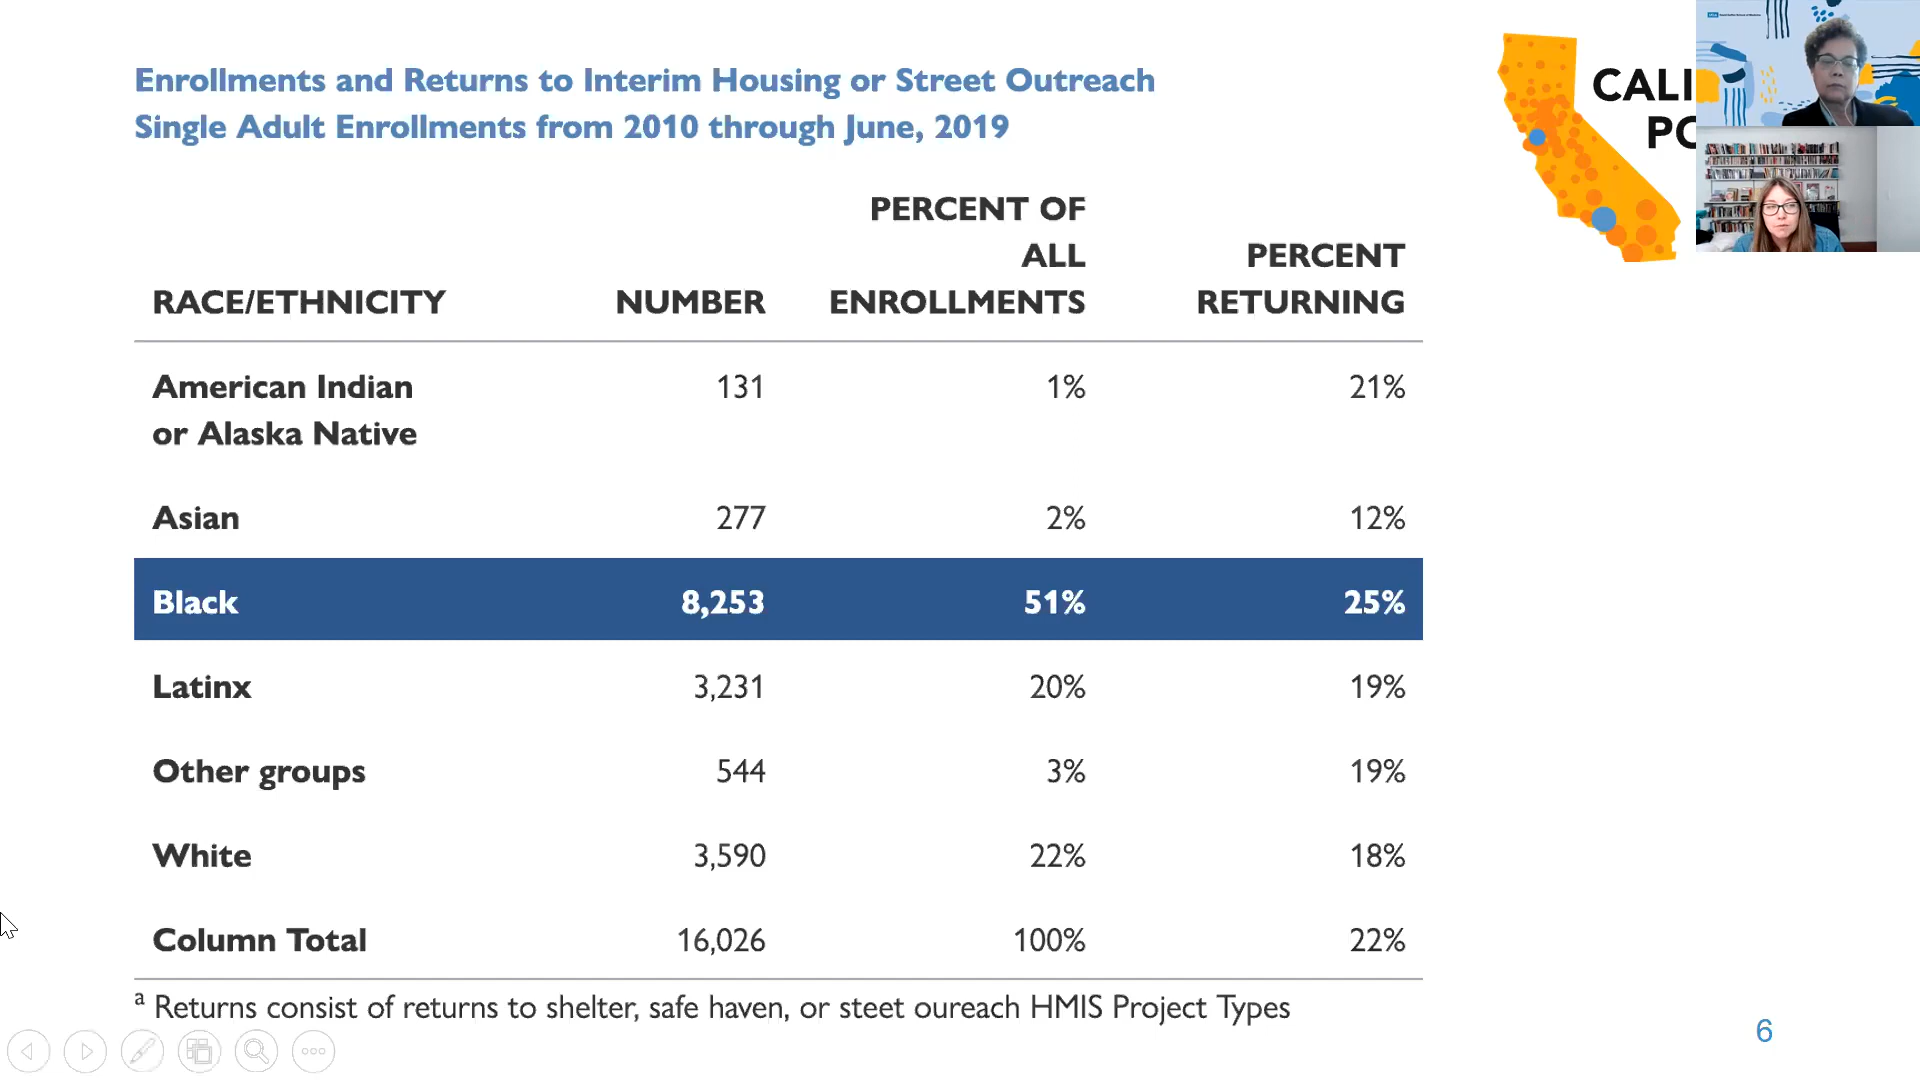 Enrollments and Returns to Interim Housing or Street Outreach
Single Adult Enrollments from 2010 through June, 2019
CALI
PO
RACE/ETHNICITY NUMBER PERCENT OF ALL ENROLLMENTS PERCENT RETURNING
American Indian or Alaska Native 131 1% 21%
Asian 277 2% 12%
Black 8,253 51% 25%
Latinx 3,231 20% 19%
Other groups 544 3% 19%
White 3,590 22% 18%
Column Total 16,026 100% 22%
a Returns consist of returns to shelter, safe haven, or steet oureach HMIS Project Types
6